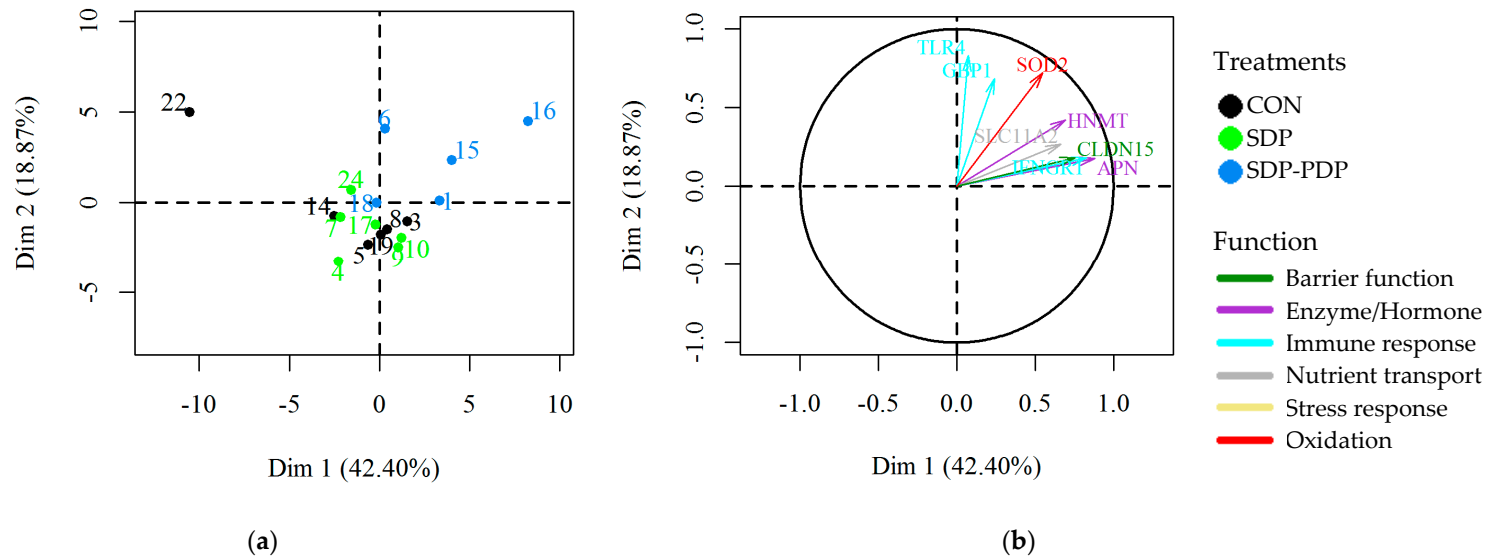 10
5
0
-5
Dim 2 (18.87%)
22
16
6
15
24
1
18
14
7
17
8
3
5
19
10
9
4
-10
-5
0
5
10
Dim 1 (42.40%)
(a)
1.0
0.5
0.0
-0.5
-1.0
Dim 2 (18.87%)
TLR4
GBP1
SOD2
HNMT
SLC11A2
CLDN15
IFNGR1
APN
-1.0
-0.5
0.0
0.5
1.0
Dim 1 (42.40%)
(b)
Treatments
CON
SDP
SDP-PDP
Function
Barrier function
Enzyme/Hormone
Immune response
Nutrient transport
Stress response
Oxidation